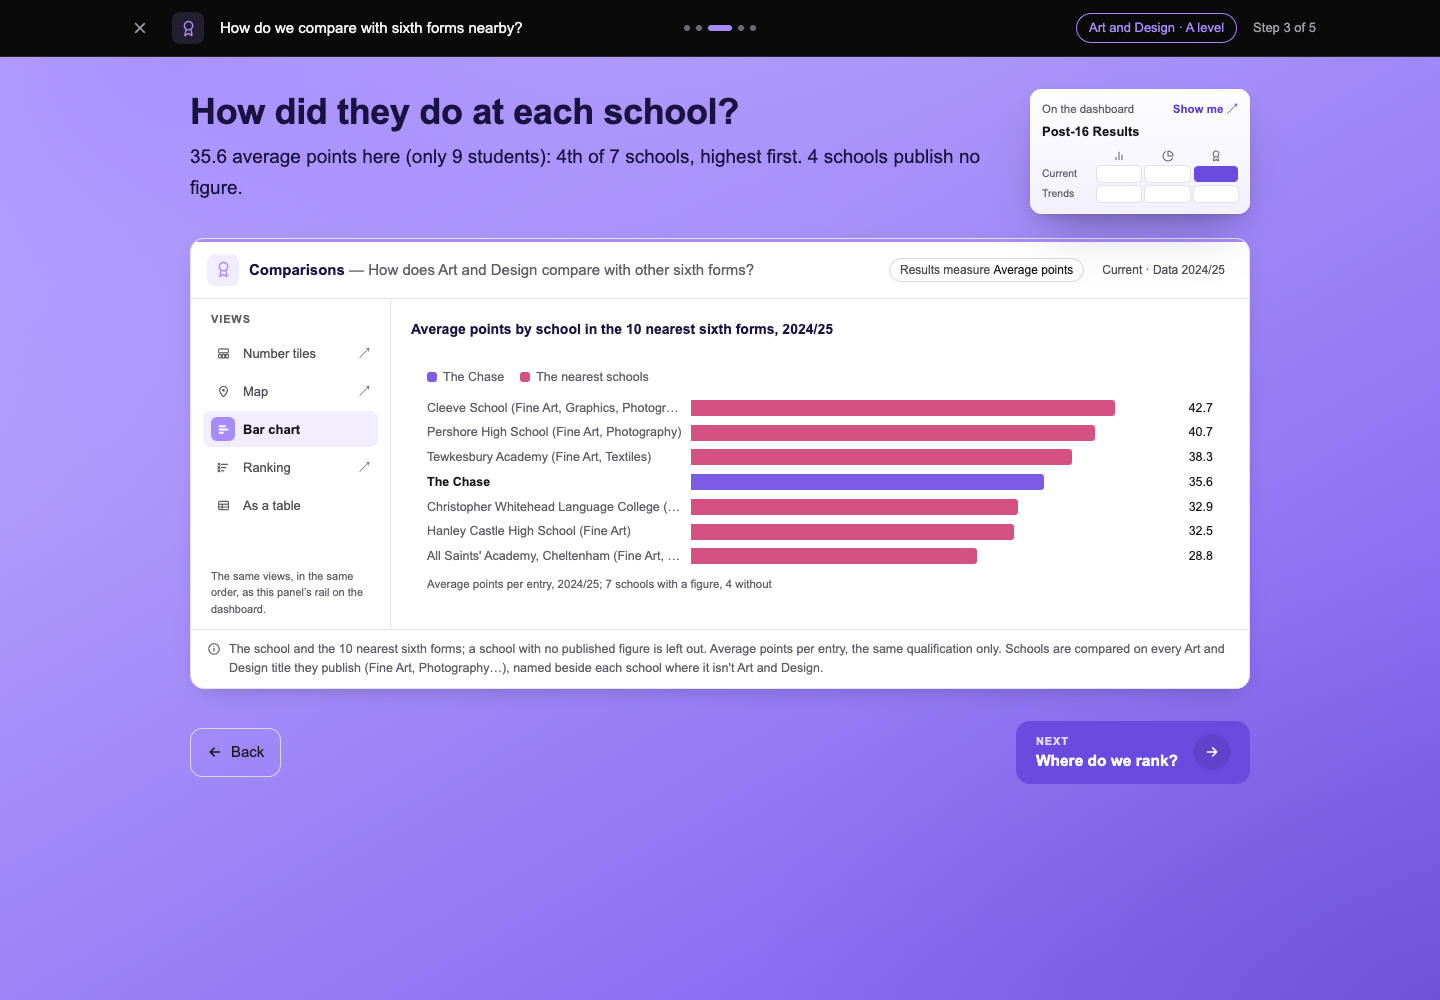 How do we compare with sixth forms nearby?
Art and Design · A level
Step 3 of 5
How did they do at each school?
35.6 average points here (only 9 students): 4th of 7 schools, highest first. 4 schools publish no
figure.
On the dashboard
Show me
Post-16 Results
Current
Trends
Comparisons — How does Art and Design compare with other sixth forms?
Results measure Average points
Current · Data 2024/25
VIEWS
Number tiles
Map
Bar chart
Ranking
As a table
The same views, in the same
order, as this panel's rail on the
dashboard.
Average points by school in the 10 nearest sixth forms, 2024/25
The Chase
The nearest schools
Cleeve School (Fine Art, Graphics, Photogr… 42.7
Pershore High School (Fine Art, Photography) 40.7
Tewkesbury Academy (Fine Art, Textiles) 38.3
The Chase 35.6
Christopher Whitehead Language College (… 32.9
Hanley Castle High School (Fine Art) 32.5
All Saints' Academy, Cheltenham (Fine Art, … 28.8
Average points per entry, 2024/25; 7 schools with a figure, 4 without
The school and the 10 nearest sixth forms; a school with no published figure is left out. Average points per entry, the same qualification only. Schools are compared on every Art and
Design title they publish (Fine Art, Photography…), named beside each school where it isn't Art and Design.
Back
NEXT
Where do we rank?